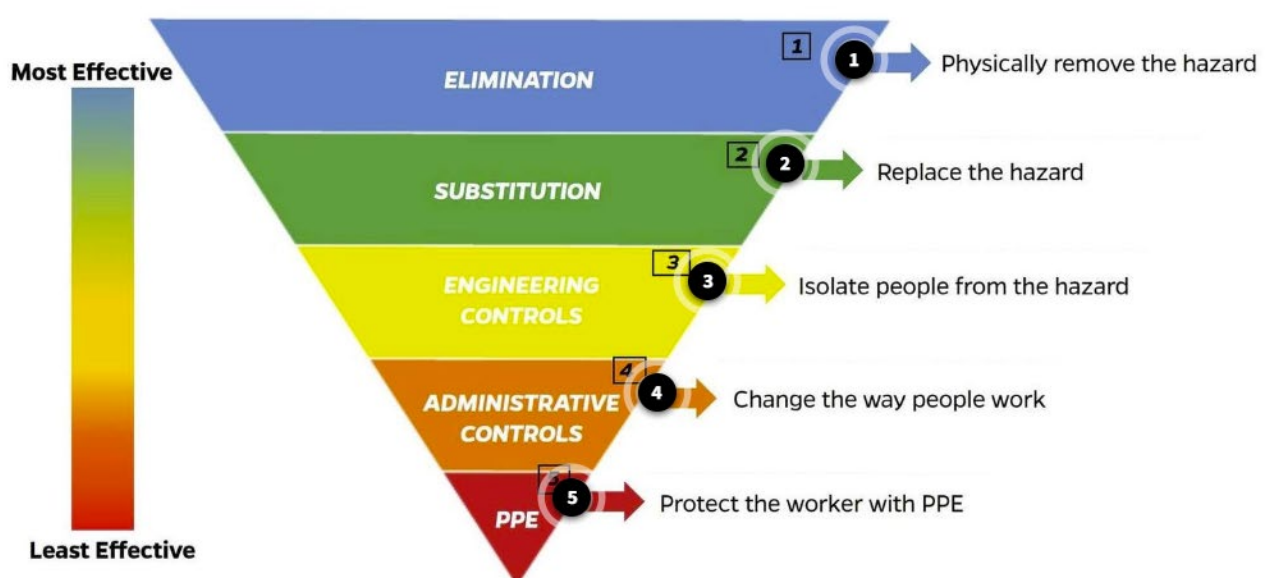 Most Effective
ELIMINATION
1
1
Physically remove the hazard
SUBSTITUTION
2
2
Replace the hazard
ENGINEERING
CONTROLS
3
3
Isolate people from the hazard
ADMINISTRATIVE
CONTROLS
4
4
Change the way people work
PPE
5
5
Protect the worker with PPE
Least Effective